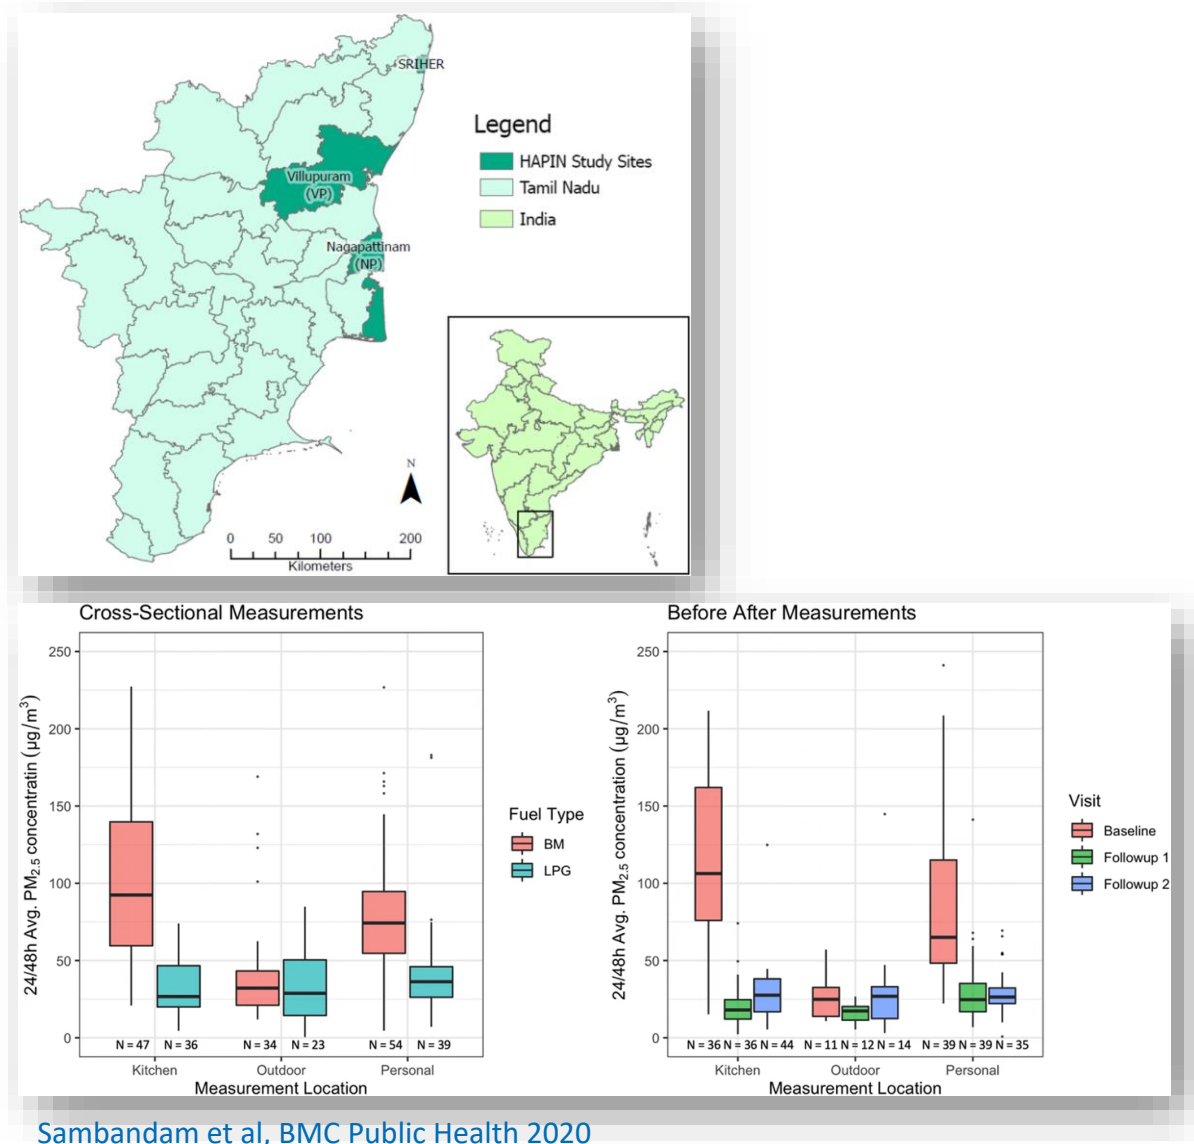 SRIHER
Legend
HAPIN Study Sites
Tamil Nadu
India
Villupuram
(VP)
Nagapattinam
(NP)
N
0 50 100 200
Kilometers
Cross-Sectional Measurements
24/48h Avg. PM2.5 concentratin (µg/m³)
250
200
150
100
50
0
N = 47 N = 36 N = 34 N = 23 N = 54 N = 39
Kitchen Outdoor Personal
Measurement Location
Fuel Type
BM
LPG
Before After Measurements
24/48h Avg. PM2.5 concentration (µg/m³)
250
200
150
100
50
0
N = 36 N = 36 N = 44 N = 11 N = 12 N = 14 N = 39 N = 39 N = 35
Kitchen Outdoor Personal
Measurement Location
Visit
Baseline
Followup 1
Followup 2
Sambandam et al, BMC Public Health 2020